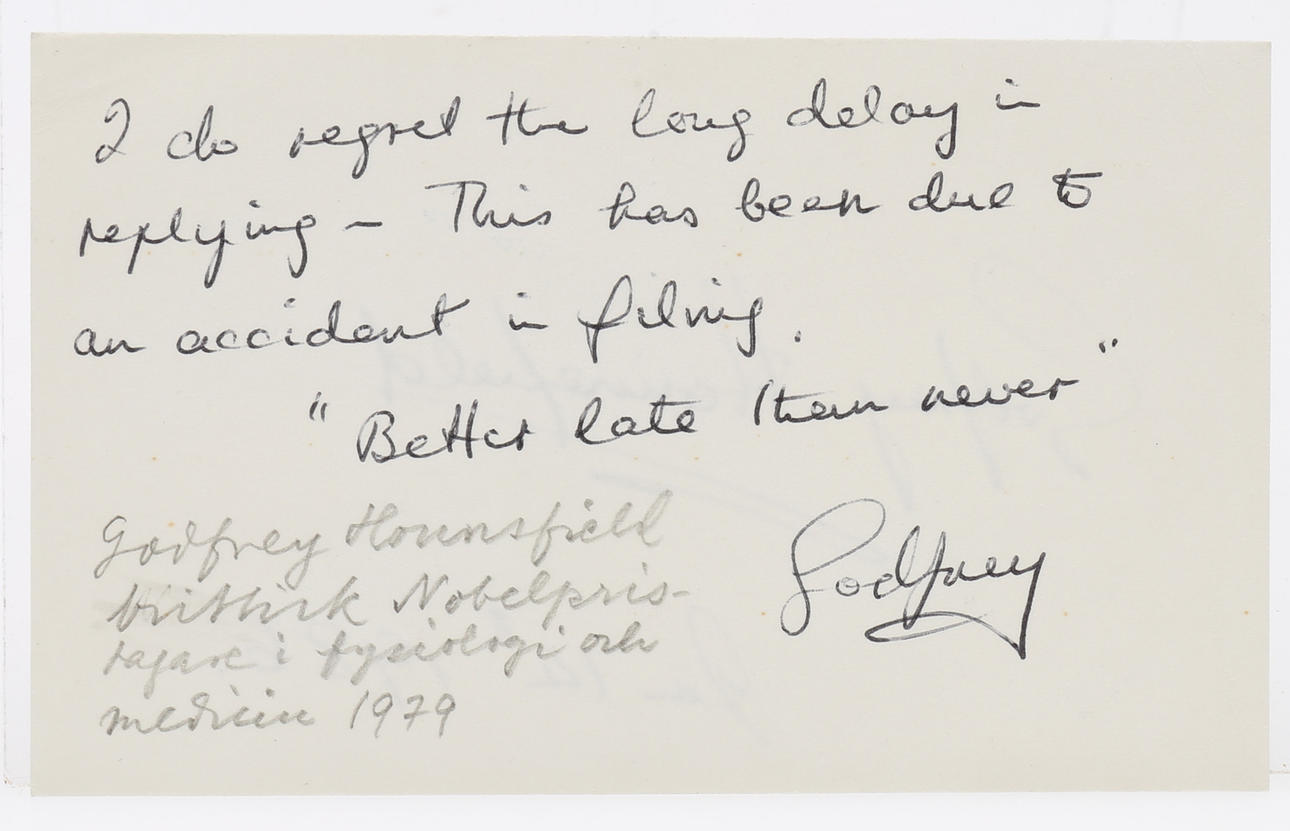 I do regret the long delay in
replying – This has been due to
an accident in filing.
"Better late than never"
Godfrey
Godfrey Hounsfield
brittisk Nobelpris-
tagare i fysiologi och
medicin 1979